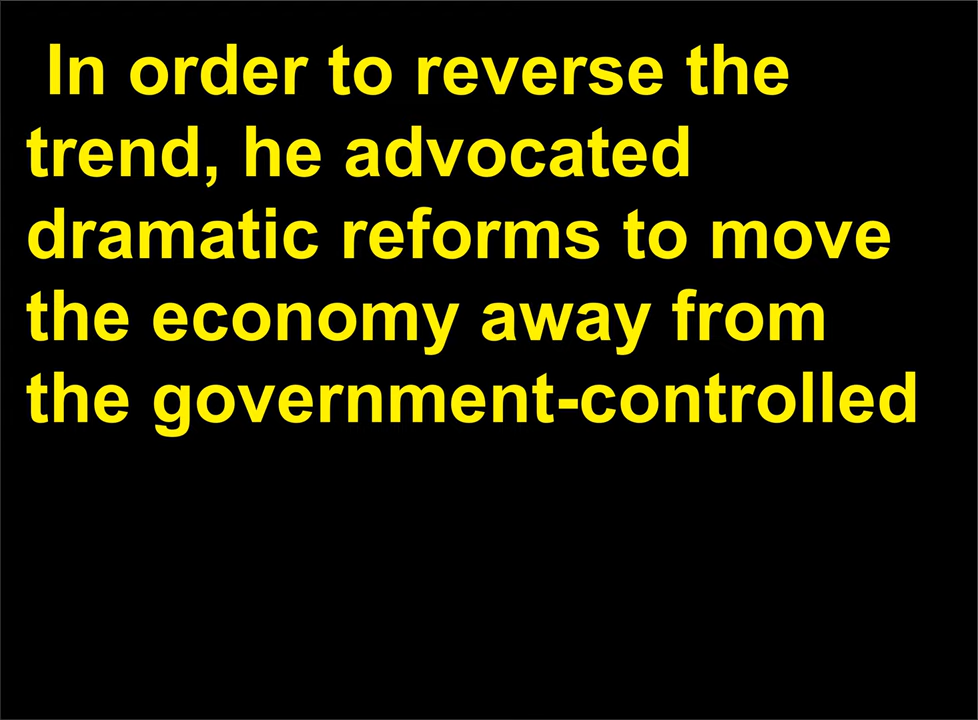 In order to reverse the
trend, he advocated
dramatic reforms to move
the economy away from
the government-controlled